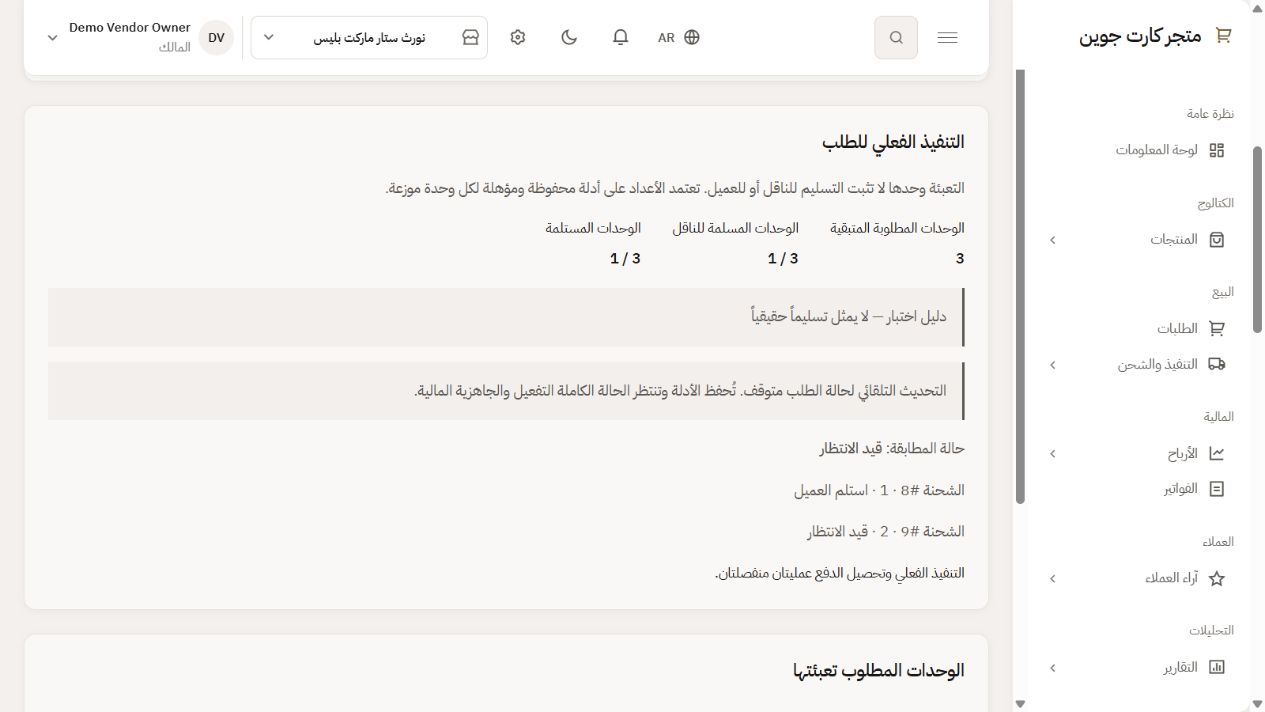 متجر كارت جوين
نظرة عامة
لوحة المعلومات
الكتالوج
المنتجات
البيع
الطلبات
التنفيذ والشحن
المالية
الأرباح
الفواتير
العملاء
آراء العملاء
التحليلات
التقارير
AR
نورث ستار ماركت بليس
DV
Demo Vendor Owner
المالك
التنفيذ الفعلي للطلب
التعبئة وحدها لا تثبت التسليم للناقل أو للعميل. تعتمد الأعداد على أدلة محفوظة ومؤهلة لكل وحدة موزعة.
الوحدات المطلوبة المتبقية
3
الوحدات المسلمة للناقل
1 / 3
الوحدات المستلمة
1 / 3
دليل اختبار — لا يمثل تسليماً حقيقياً
التحديث التلقائي لحالة الطلب متوقف. تُحفظ الأدلة وتنتظر الحالة الكاملة التفعيل والجاهزية المالية.
حالة المطابقة: قيد الانتظار
الشحنة #8 · 1 · استلم العميل
الشحنة #9 · 2 · قيد الانتظار
التنفيذ الفعلي وتحصيل الدفع عمليتان منفصلتان.
الوحدات المطلوب تعبئتها